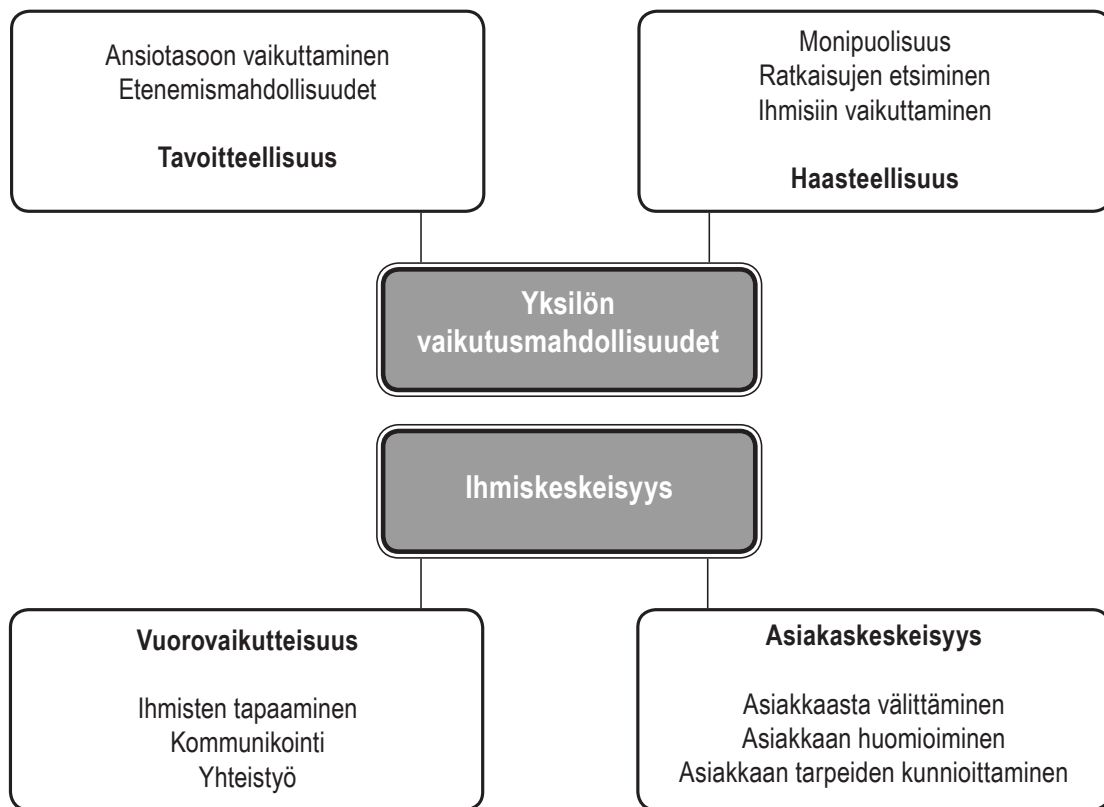 Ansiotasoon vaikuttaminen
Etenemismahdollisuudet
Tavoitteellisuus
Monipuolisuus
Ratkaisujen etsiminen
Ihmisiin vaikuttaminen
Haasteellisuus
Yksilön
vaikutusmahdollisuudet
Ihmiskeskeisyys
Vuorovaikutteisuus
Ihmisten tapaaminen
Kommunikointi
Yhteistyö
Asiakaskeskeisyys
Asiakkaasta välittäminen
Asiakkaan huomioiminen
Asiakkaan tarpeiden kunnioittaminen